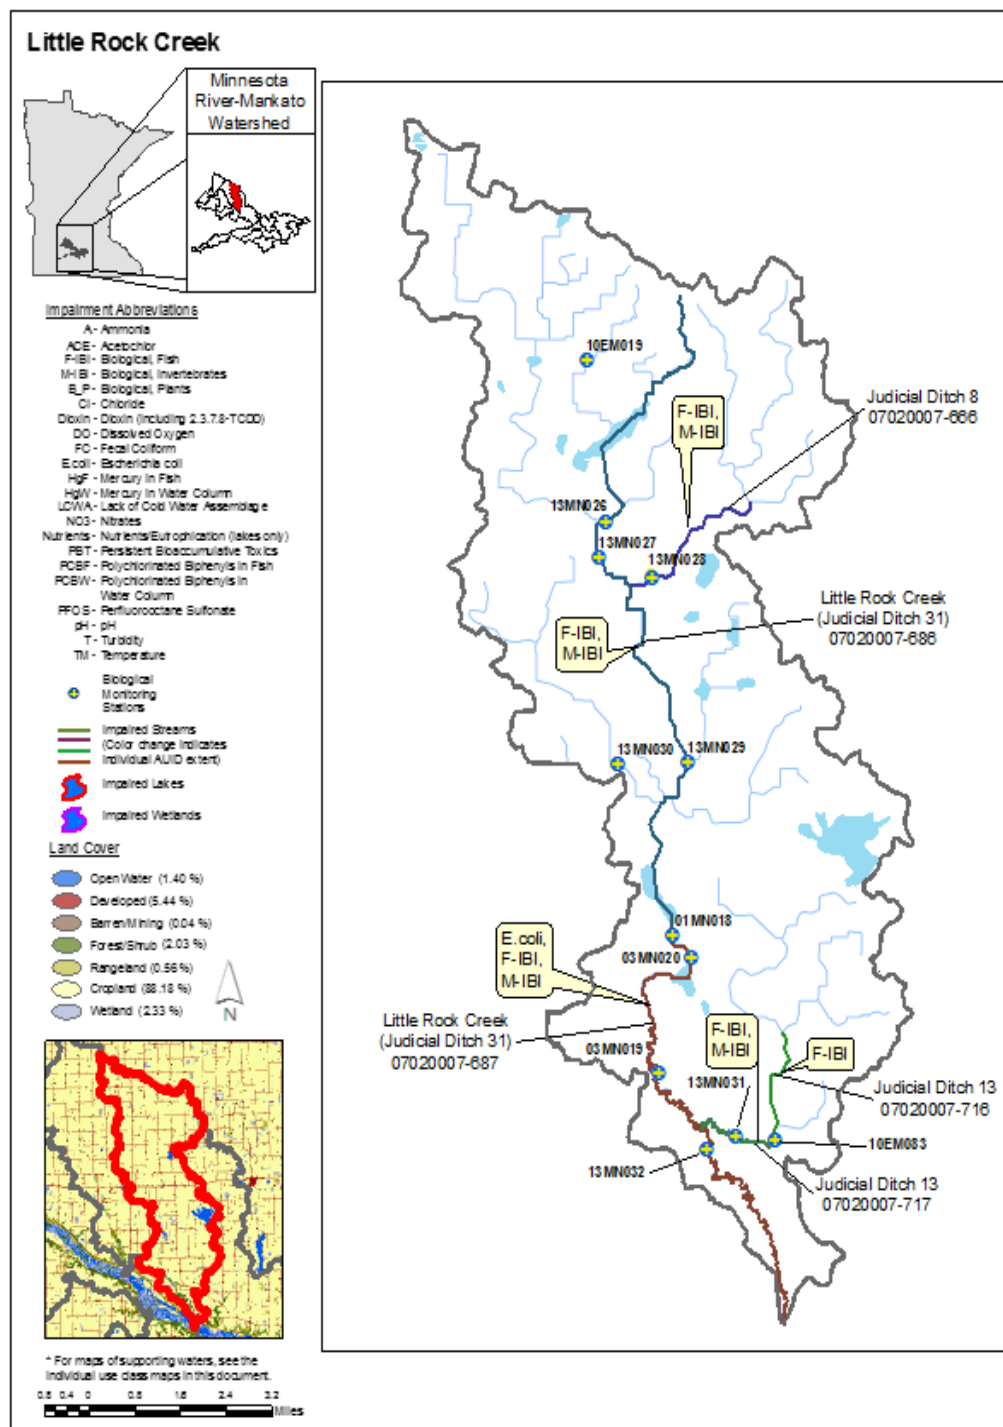 Little Rock Creek
Minnesota
River-Mankato
Watershed
Impairment Abbreviations
A - Ammonia
ACE - Acetochlor
F-IBI - Biological, Fish
M-IBI - Biological, Invertebrates
B_P - Biological, Plants
Cl - Chloride
Dioxin - Dioxin (including 2.3.7.8-TCDD)
DO - Dissolved Oxygen
FC - Fecal Coliform
E.coli - Escherichia coli
HgF - Mercury in Fish
HgW - Mercury in Water Column
LCWA - Lack of Cold Water Assemblage
NO3 - Nitrates
Nutrients - Nutrients/Eutrophication (lakes only)
PBT - Persistent Bioaccumulative Toxics
PCBF - Polychlorinated Biphenyls in Fish
PCBW - Polychlorinated Biphenyls in
Water Column
PFOS - Perfluorooctane Sulfonate
pH - pH
T - Turbidity
TM - Temperature
Biological
Monitoring
Stations
Impaired Streams
(Color change indicates
Individual AUID extent)
Impaired Lakes
Impaired Wetlands
Land Cover
Open Water (1.40 %)
Developed (5.44 %)
Barren/Mining (0.04 %)
Forest/Shrub (2.03 %)
Rangeland (0.56 %)
Cropland (88.18 %)
Wetland (2.33 %)
N
* For maps of supporting waters, see the
individual use class maps in this document.
0.8 0.4 0 0.8 1.6 2.4 3.2
Miles
10EM019
F-IBI,
M-IBI
Judicial Ditch 8
07020007-666
13MN026
13MN027
13MN028
F-IBI,
M-IBI
Little Rock Creek
(Judicial Ditch 31)
07020007-686
13MN030
13MN029
01MN018
E.coli,
F-IBI,
M-IBI
03MN020
Little Rock Creek
(Judicial Ditch 31)
07020007-687
03MN019
F-IBI,
M-IBI
F-IBI
13MN031
Judicial Ditch 13
07020007-716
10EM083
13MN032
Judicial Ditch 13
07020007-717